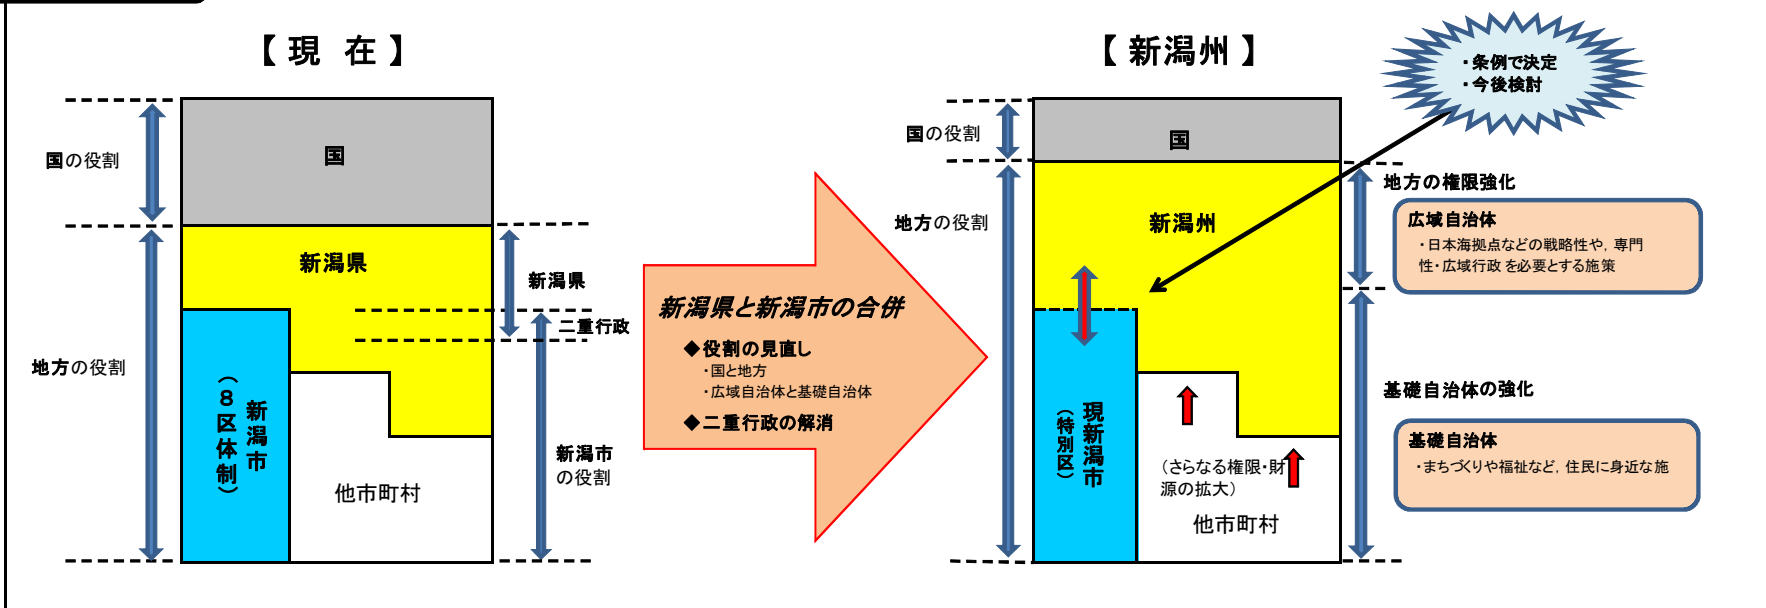 【 現 在 】
国の役割
国
地方の役割
新潟県
新潟県
二重行政
新潟市
（８区体制）
新潟市
の役割
他市町村
新潟県と新潟市の合併
◆役割の見直し
・国と地方
・広域自治体と基礎自治体
◆二重行政の解消
【 新潟州 】
・条例で決定
・今後検討
国の役割
国
地方の役割
新潟州
現新潟市
（特別区）
（さらなる権限・財
源の拡大）
他市町村
地方の権限強化
広域自治体
・日本海拠点などの戦略性や，専門
性・広域行政を必要とする施策
基礎自治体の強化
基礎自治体
・まちづくりや福祉など，住民に身近な施